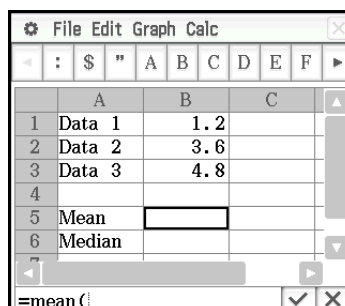 File Edit Graph Calc
: $ " A B C D E F
A B C
1 Data 1 1.2
2 Data 2 3.6
3 Data 3 4.8
4
5 Mean
6 Median
7
=mean(